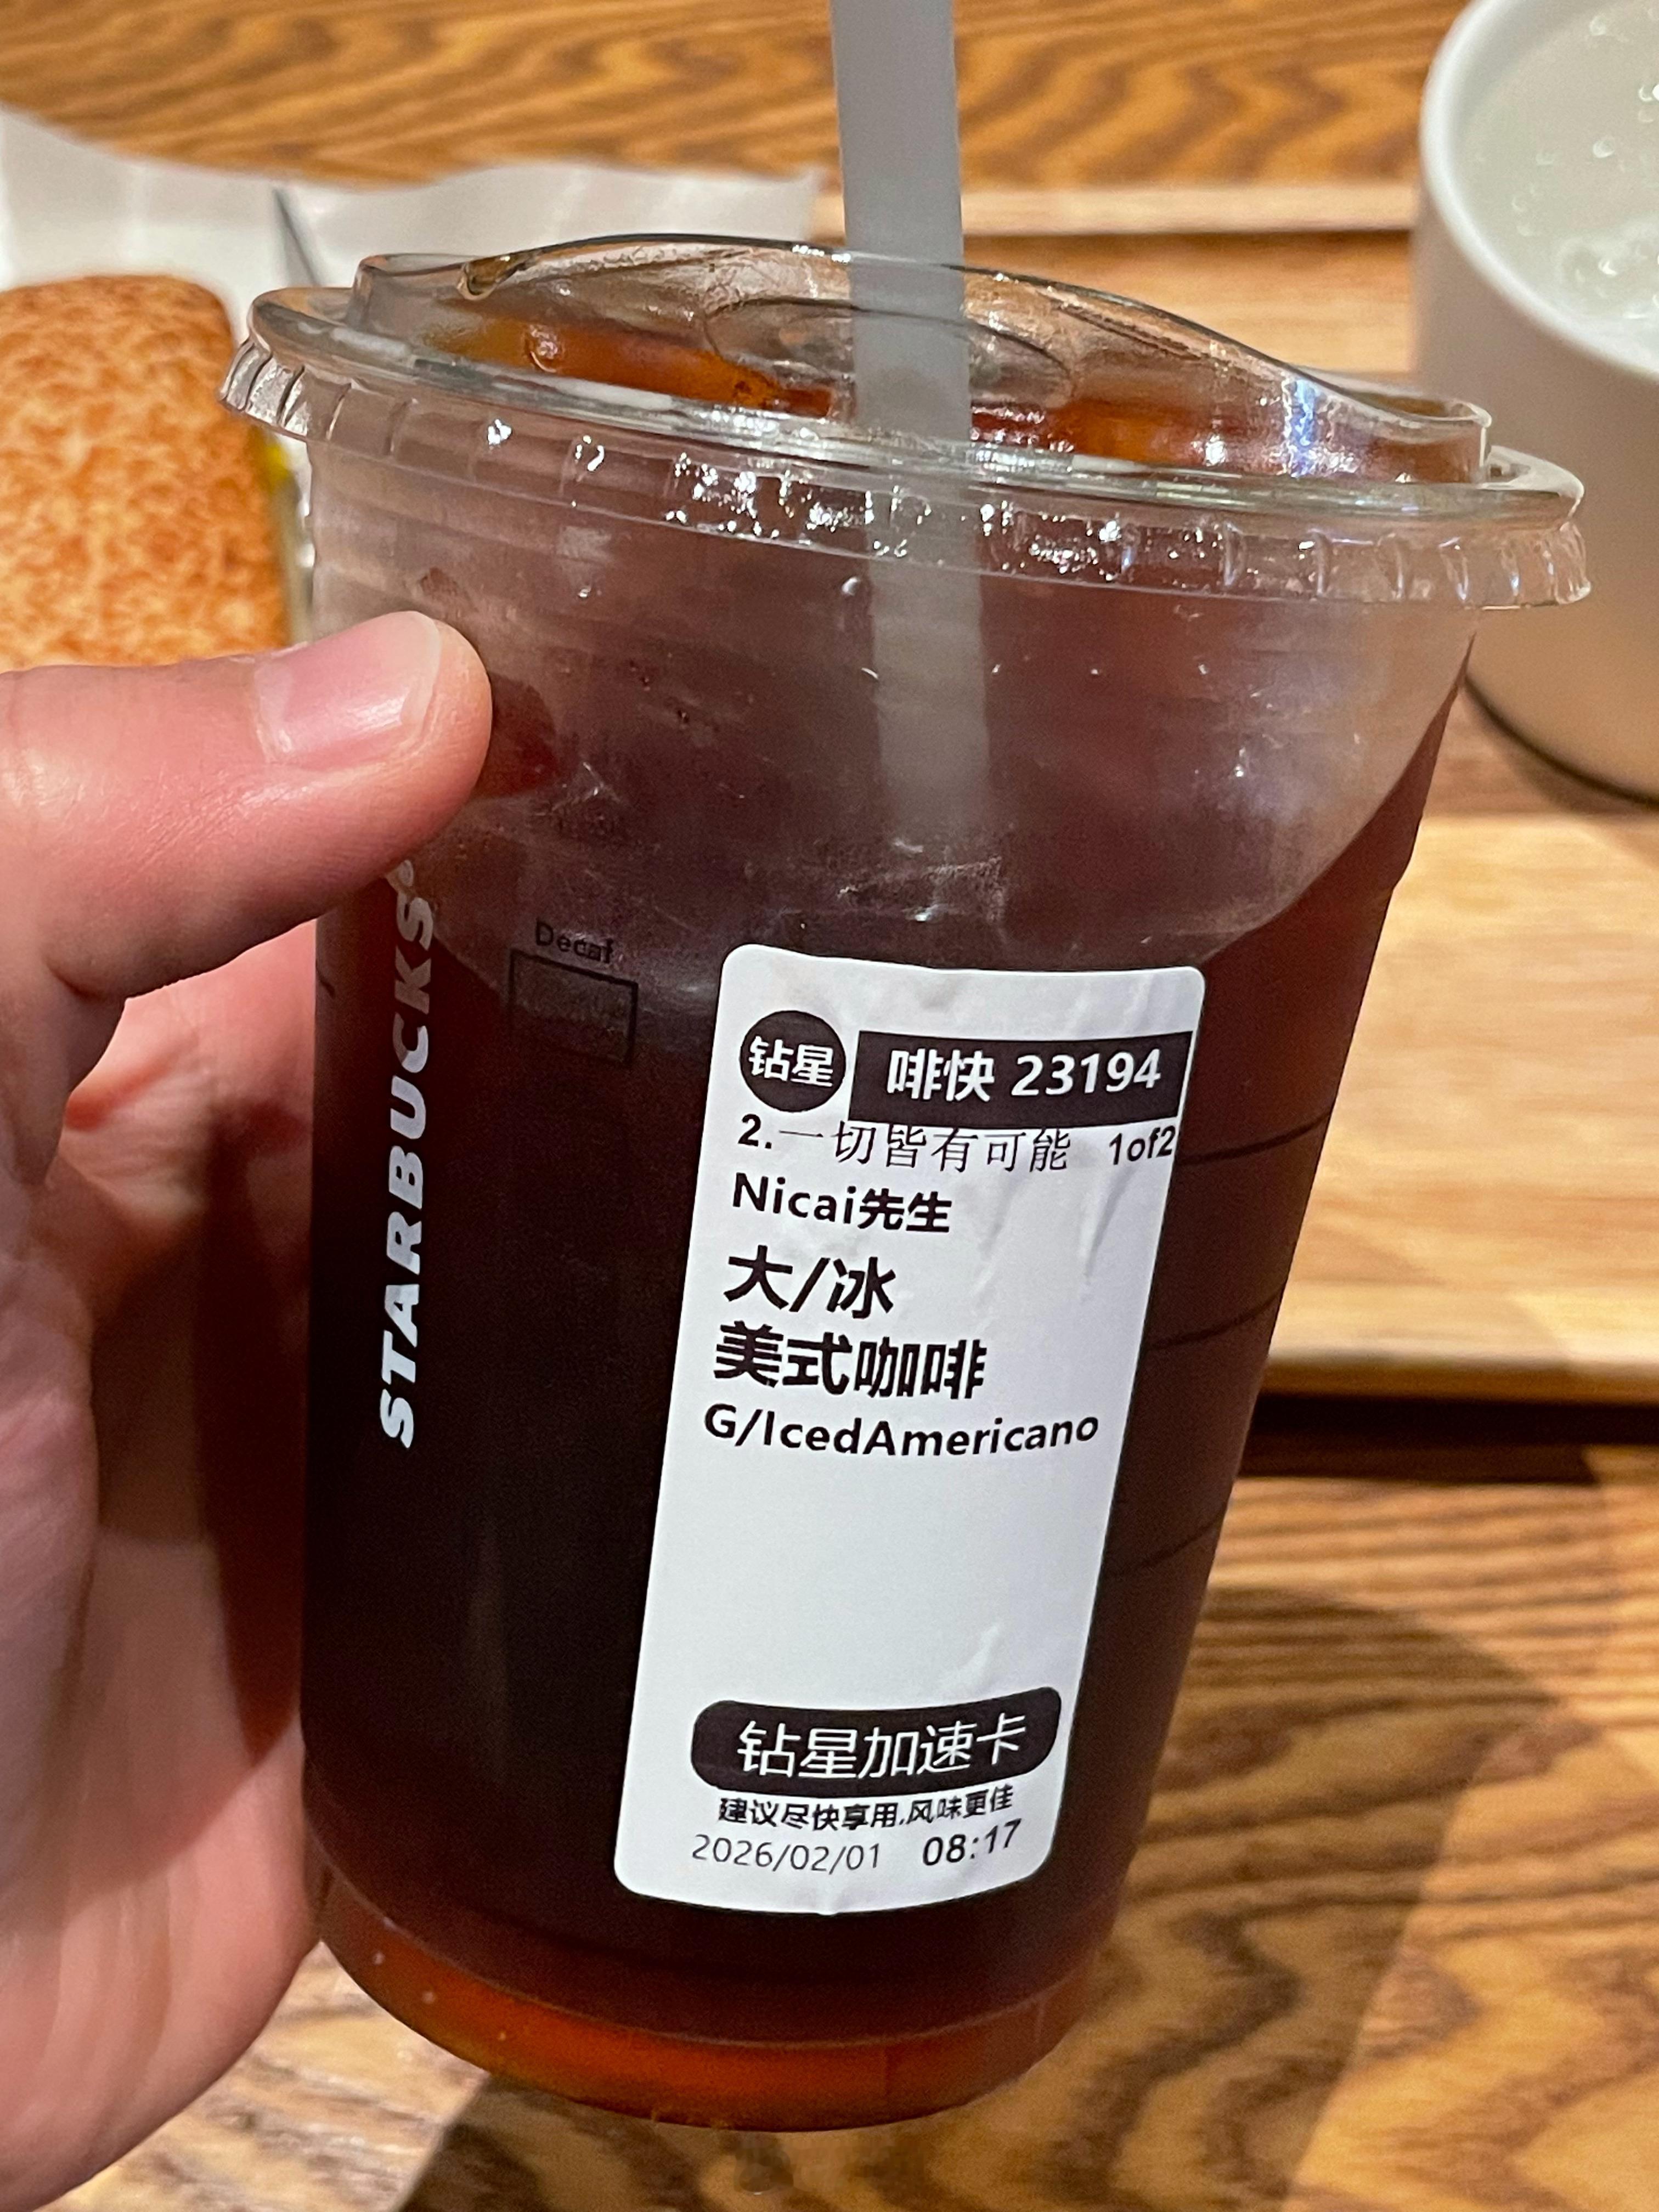 STARBUCKS
Decaf
钻星 啡快 23194
2.一切皆有可能 1of2
Nicai先生
大/冰
美式咖啡
G/IcedAmericano
钻星加速卡
建议尽快享用,风味更佳
2026/02/01 08:17